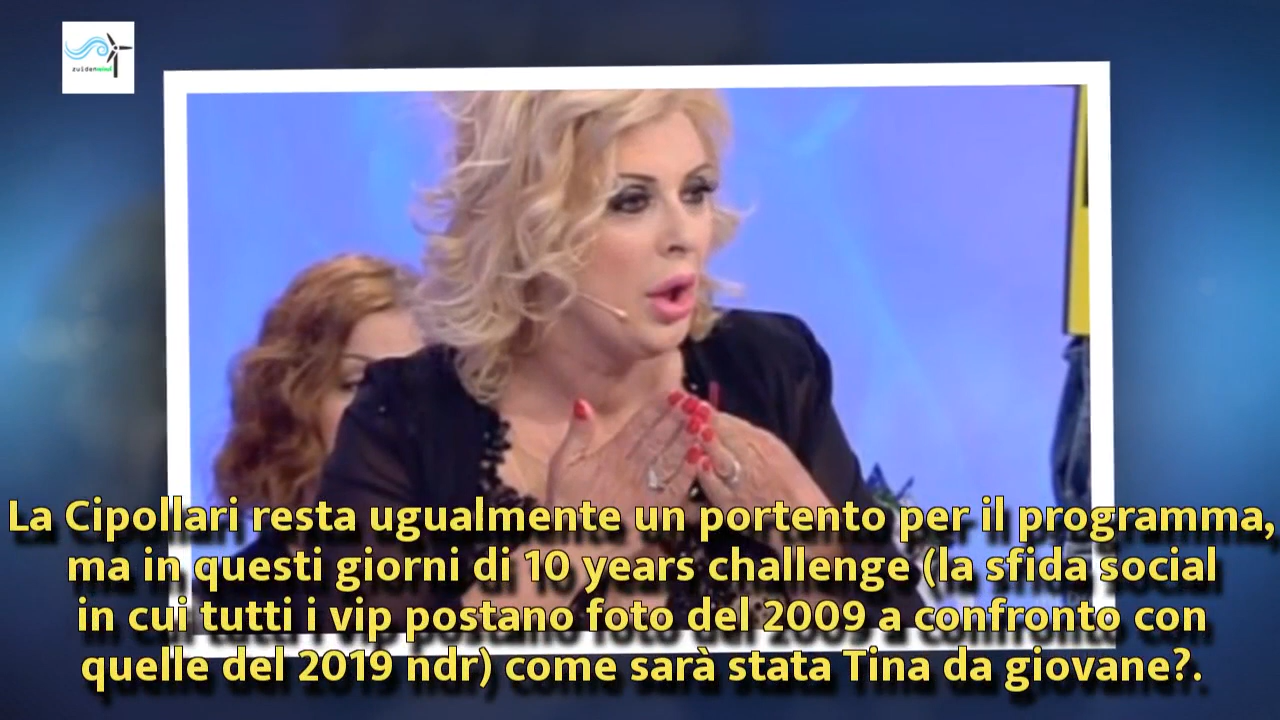 zuidenwind
La Cipollari resta ugualmente un portento per il programma,
ma in questi giorni di 10 years challenge (la sfida social
in cui tutti i vip postano foto del 2009 a confronto con
quelle del 2019 ndr) come sarà stata Tina da giovane?.